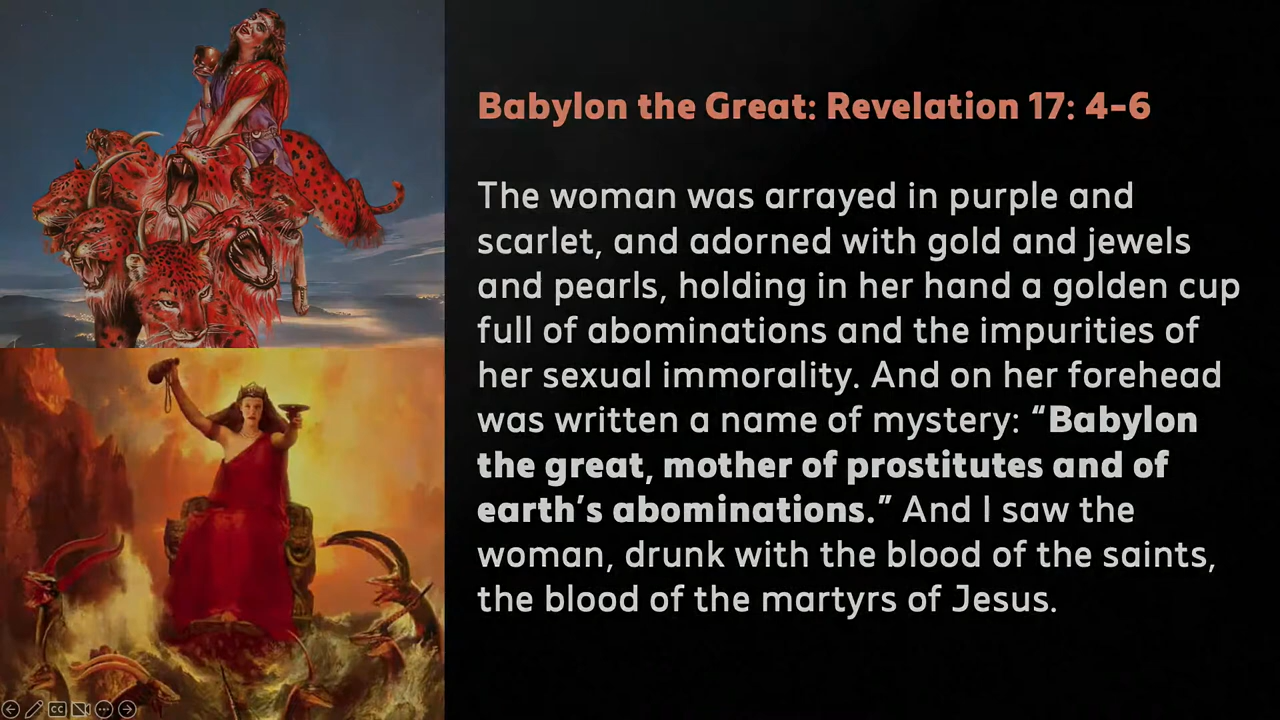 Babylon the Great: Revelation 17: 4-6
The woman was arrayed in purple and
scarlet, and adorned with gold and jewels
and pearls, holding in her hand a golden cup
full of abominations and the impurities of
her sexual immorality. And on her forehead
was written a name of mystery: “Babylon
the great, mother of prostitutes and of
earth’s abominations.” And I saw the
woman, drunk with the blood of the saints,
the blood of the martyrs of Jesus.
CC